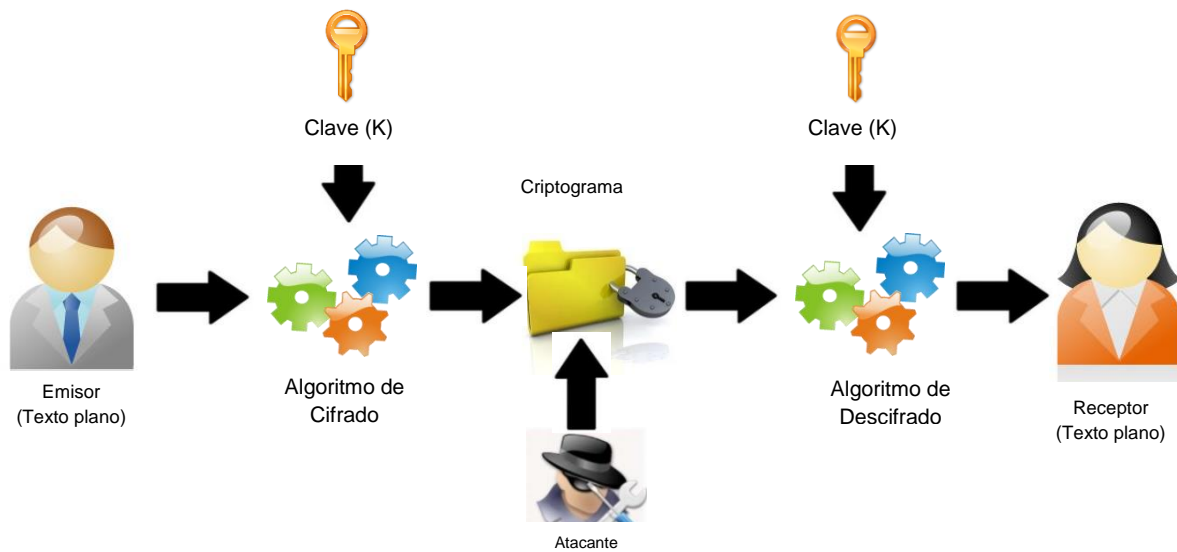 Clave (K)
Clave (K)
Criptograma
Emisor
(Texto plano)
Algoritmo de
Cifrado
Algoritmo de
Descifrado
Receptor
(Texto plano)
Atacante